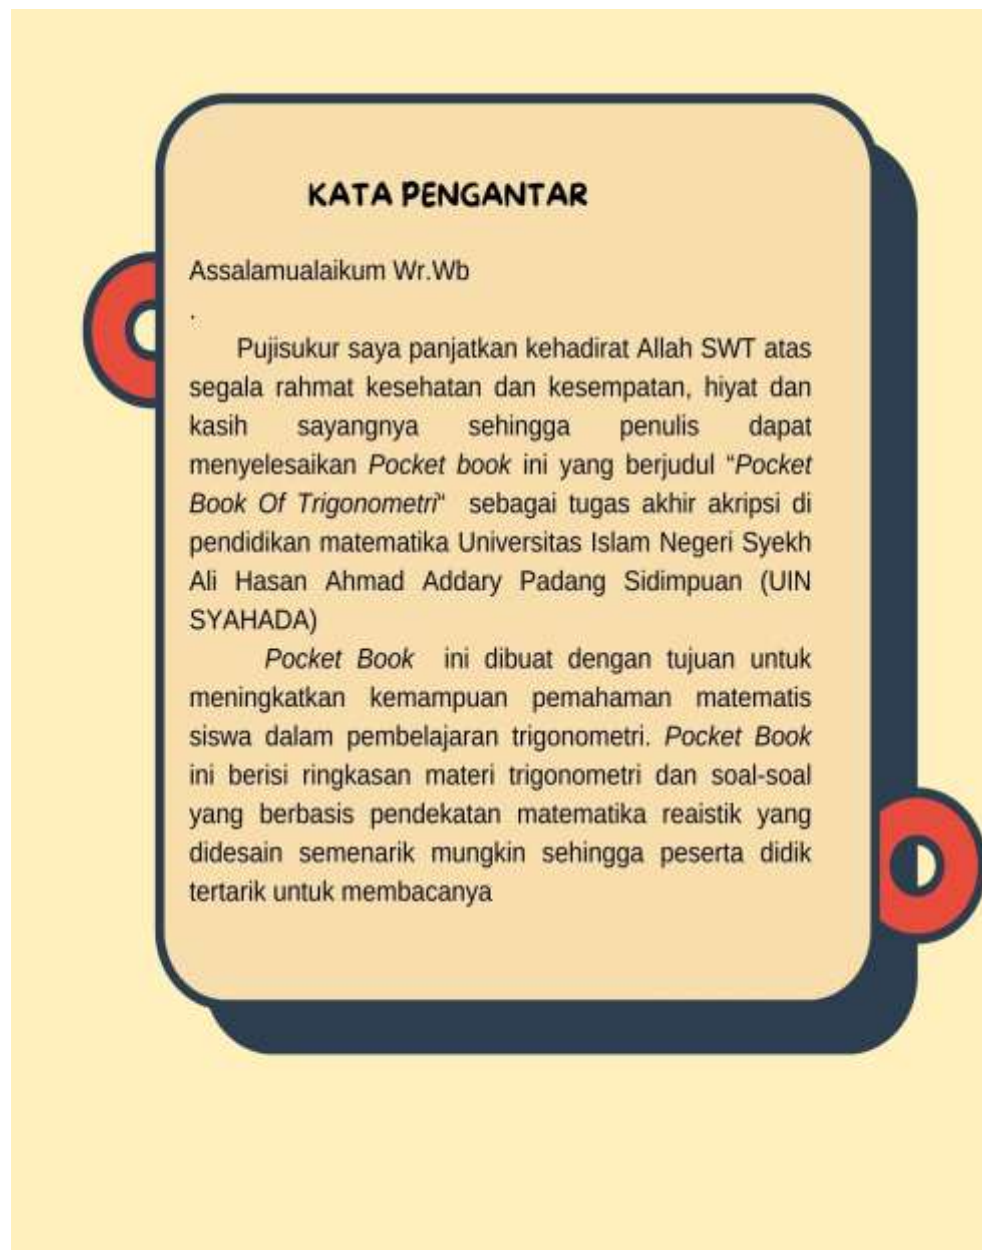 KATA PENGANTAR
Assalamualaikum Wr.Wb
.
Pujisukur saya panjatkan kehadirat Allah SWT atas
segala rahmat kesehatan dan kesempatan, hiyat dan
kasih sayangnya sehingga penulis dapat
menyelesaikan Pocket book ini yang berjudul “Pocket
Book Of Trigonometri“ sebagai tugas akhir akripsi di
pendidikan matematika Universitas Islam Negeri Syekh
Ali Hasan Ahmad Addary Padang Sidimpuan (UIN
SYAHADA)
Pocket Book ini dibuat dengan tujuan untuk
meningkatkan kemampuan pemahaman matematis
siswa dalam pembelajaran trigonometri. Pocket Book
ini berisi ringkasan materi trigonometri dan soal-soal
yang berbasis pendekatan matematika reaistik yang
didesain semenarik mungkin sehingga peserta didik
tertarik untuk membacanya